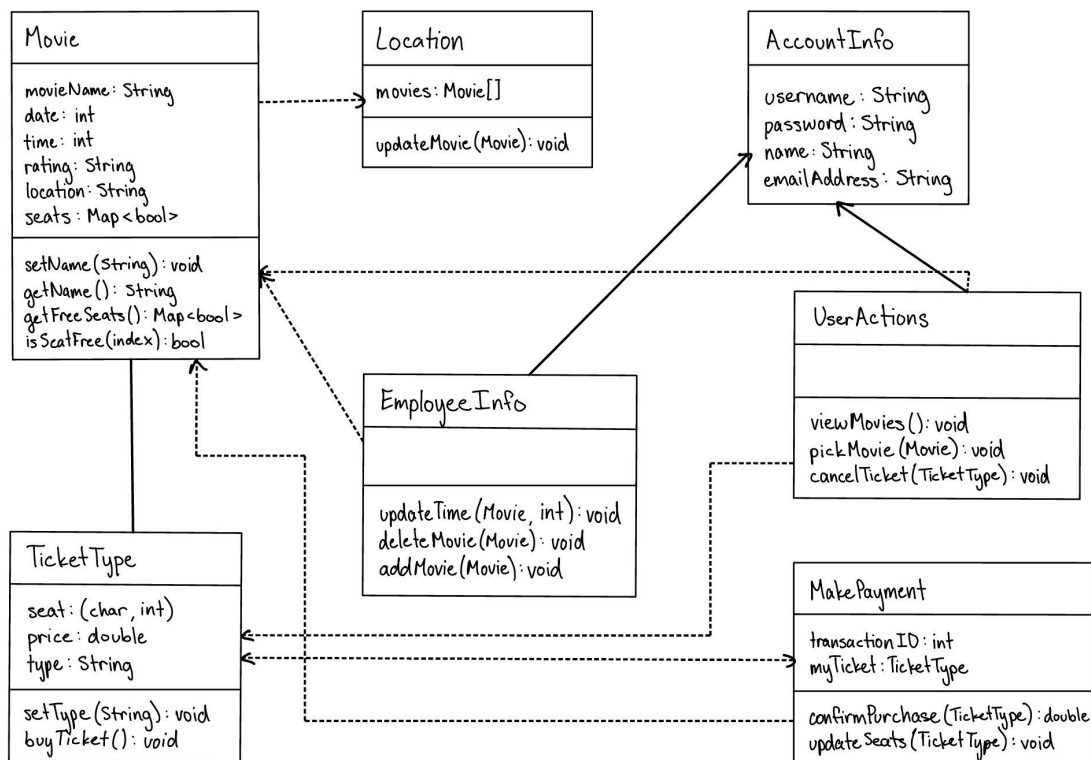 Movie
movieName: String
date: int
time: int
rating: String
location: String
seats: Map<bool>
setName(String): void
getName(): String
getFreeSeats(): Map<bool>
isSeatFree(index): bool
Location
movies: Movie[]
updateMovie(Movie): void
AccountInfo
username: String
password: String
name: String
emailAddress: String
UserActions
viewMovies(): void
pickMovie(Movie): void
cancelTicket(TicketType): void
EmployeeInfo
updateTime(Movie, int): void
deleteMovie(Movie): void
addMovie(Movie): void
TicketType
seat: (char, int)
price: double
type: String
setType(String): void
buyTicket(): void
MakePayment
transactionID: int
myTicket: TicketType
confirmPurchase(TicketType): double
updateSeats(TicketType): void